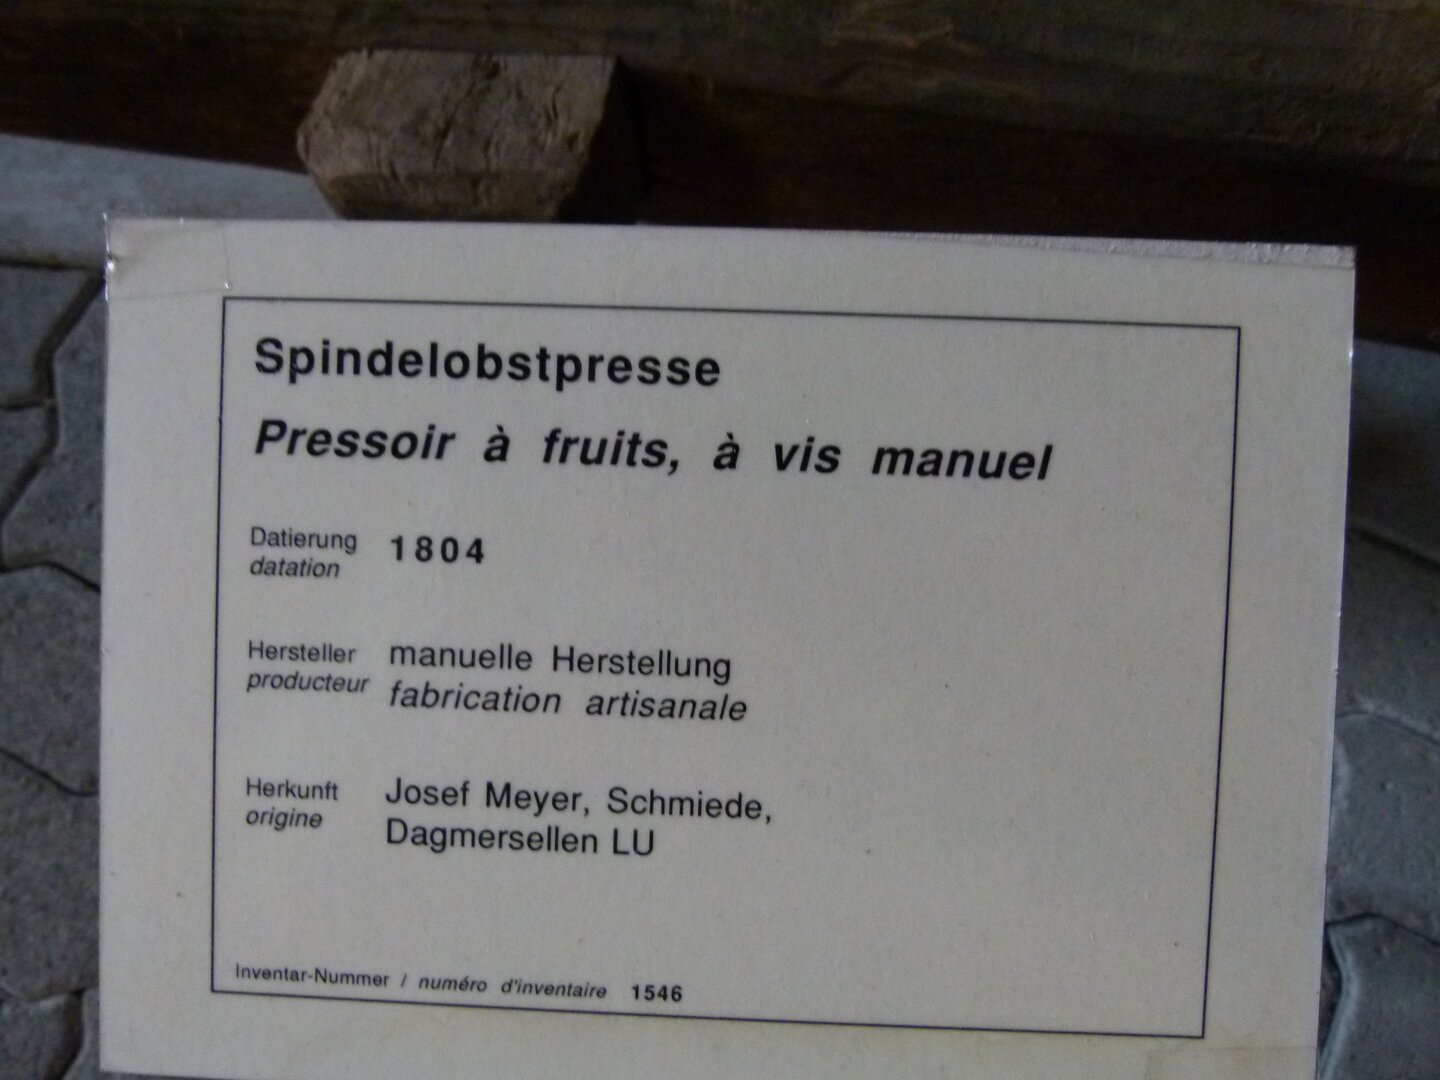 Spindelobstpresse
Pressoir à fruits, à vis manuel
Datierung 1804
datation
Hersteller manuelle Herstellung
producteur fabrication artisanale
Herkunft Josef Meyer, Schmiede,
origine Dagmersellen LU
Inventar-Nummer / numéro d'inventaire 1546